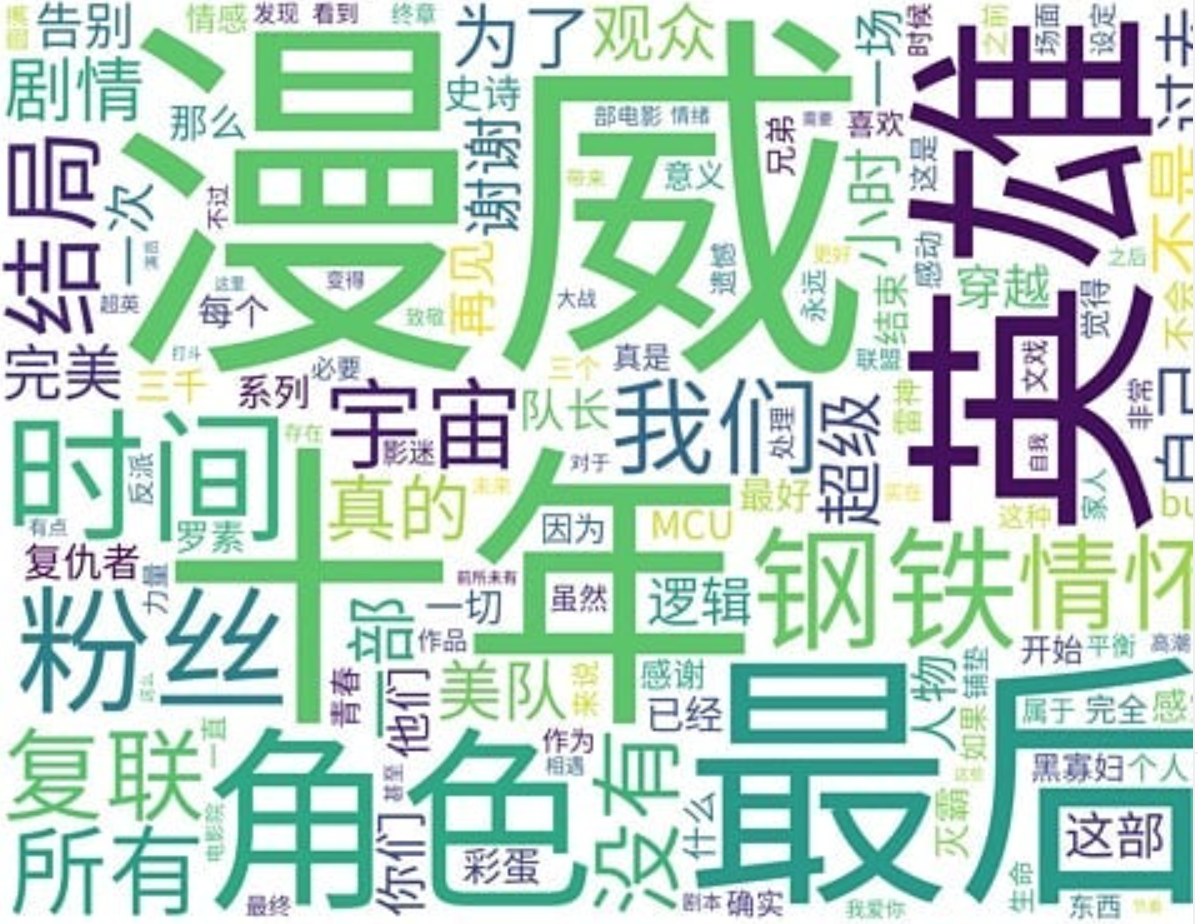 告别
情感
发现
看到
终章
为了
观众
一场
时候
之前
场面
设定
过去
剧情
那么
史诗
谢谢
部电影
情绪
需要
喜欢
兄弟
意义
带来
小时
这是
英雄
漫威
结局
一次
不过
这里
变得
每个
超英
致敬
再见
大战
遗憾
更好
永远
结束
感动
穿越
之后
觉得
不是
不会
完美
三千
打斗
系列
必要
宇宙
影迷
三个
真是
联盟
队长
我们
处理
超级
雷神
文戏
自我
非常
自己
家人
这种
时间
反派
存在
有点
罗素
十年
真的
未来
对于
因为
MCU
最好
复仇者
力量
前所未有
一切
虽然
逻辑
钢铁
情怀
粉丝
一部
作品
青春
他们
美队
来说
感谢
已经
人物
铺垫
如果
开始
平衡
高潮
属于
完全
感
复联
一直
角色
作为
相遇
甚至
没有
什么
最后
黑寡妇
个人
灭霸
这部
所有
电影院
最终
你们
彩蛋
剧本
确实
我爱你
生命
东西